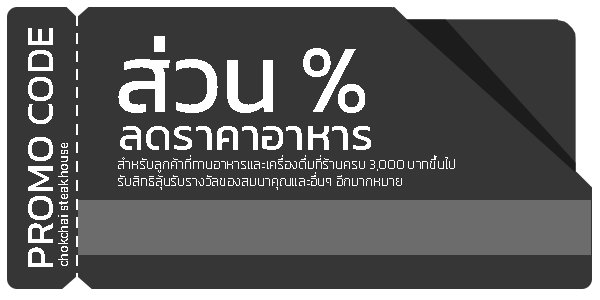 PROMO CODE
chokchai steakhouse
ส่วน %
ลดราคาอาหาร
สำหรับลูกค้าที่ทานอาหารและเครื่องดื่มที่ร้านครบ 3,000 บาทขึ้นไป
รับสิทธิลุ้นรับรางวัลของสมนาคุณและอื่นๆ อีกมากหมาย